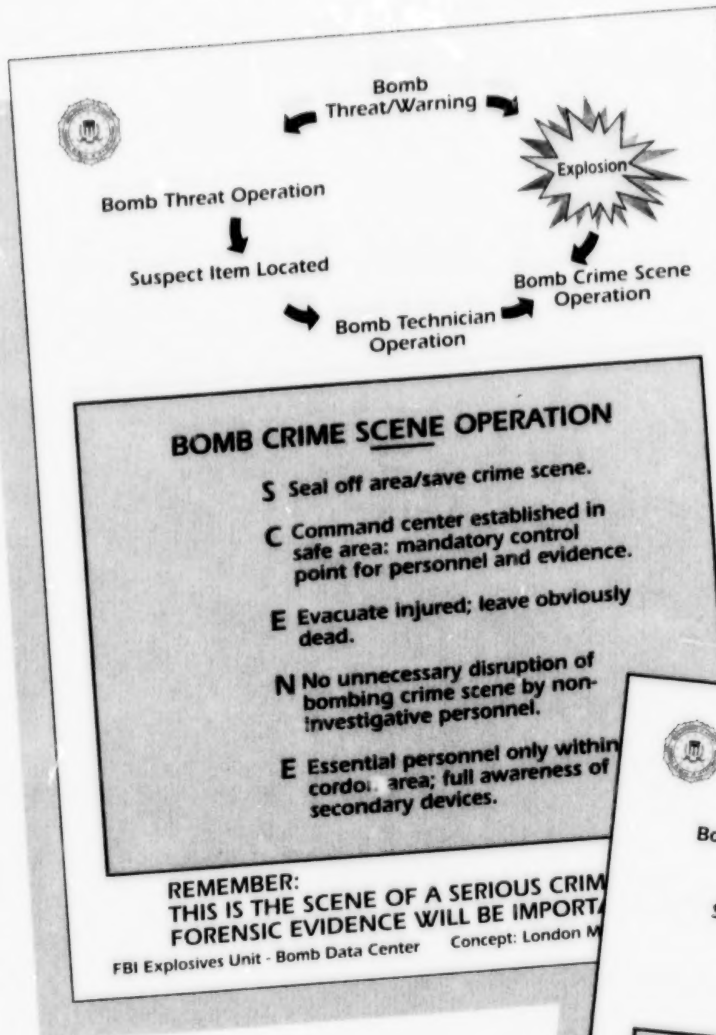 Bomb
Threat/Warning
Explosion
Bomb Threat Operation
Suspect Item Located
Bomb Crime Scene
Operation
Bomb Technician
Operation
BOMB CRIME SCENE OPERATION
S Seal off area/save crime scene.
C Command center established in
safe area: mandatory control
point for personnel and evidence.
E Evacuate injured; leave obviously
dead.
N No unnecessary disruption of
bombing crime scene by non-
investigative personnel.
E Essential personnel only within
area; full awareness of
secondary devices.
REMEMBER:
THIS IS THE SCENE OF A SERIOUS CRIM
FORENSIC EVIDENCE WILL BE IMPORTA
FBI Explosives Unit - Bomb Data Center Concept: London M
Bo
S